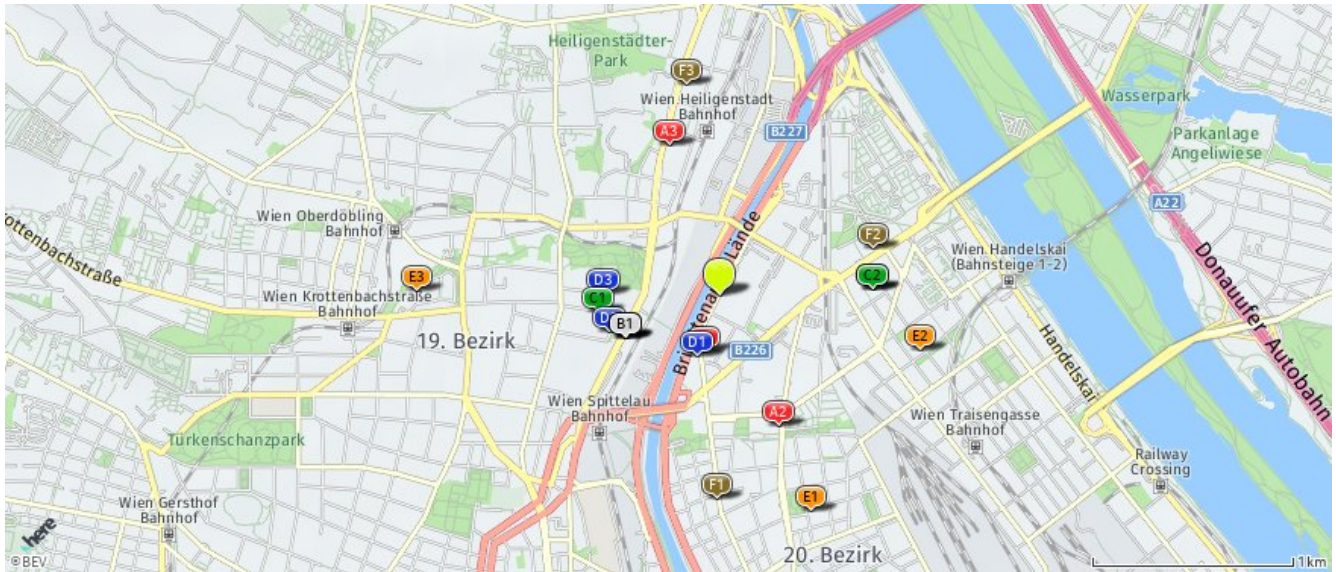 Heiligenstädter-
Park
F3
Wien Heiligenstadt
Bahnhof
A3
B227
Wasserpark
Parkanlage
Angeliwiese
A22
Wien Oberdöbling
Bahnhof
rottenbachstraße
E3
Wien Krottenbachstraße
Bahnhof
19. Bezirk
D3
C1
B1
Lände
F2
C2
Wien Handelskai
(Bahnsteige 1-2)
Donauufer Autobahn
D1
B226
E2
Handelskai
Wien Spittelau
Bahnhof
A2
Wien Traisengasse
Bahnhof
Türkenschanzpark
Railway
Crossing
Wien Gersthof
Bahnhof
F1
E1
20. Bezirk
here
©BEV
1km